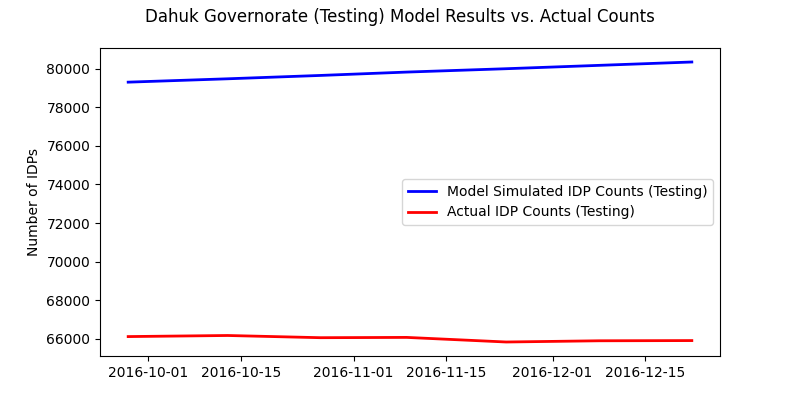 Dahuk Governorate (Testing) Model Results vs. Actual Counts
80000
78000
76000
74000
72000
70000
68000
66000
Number of IDPs
Model Simulated IDP Counts (Testing)
Actual IDP Counts (Testing)
2016-10-01 2016-10-15 2016-11-01 2016-11-15 2016-12-01 2016-12-15